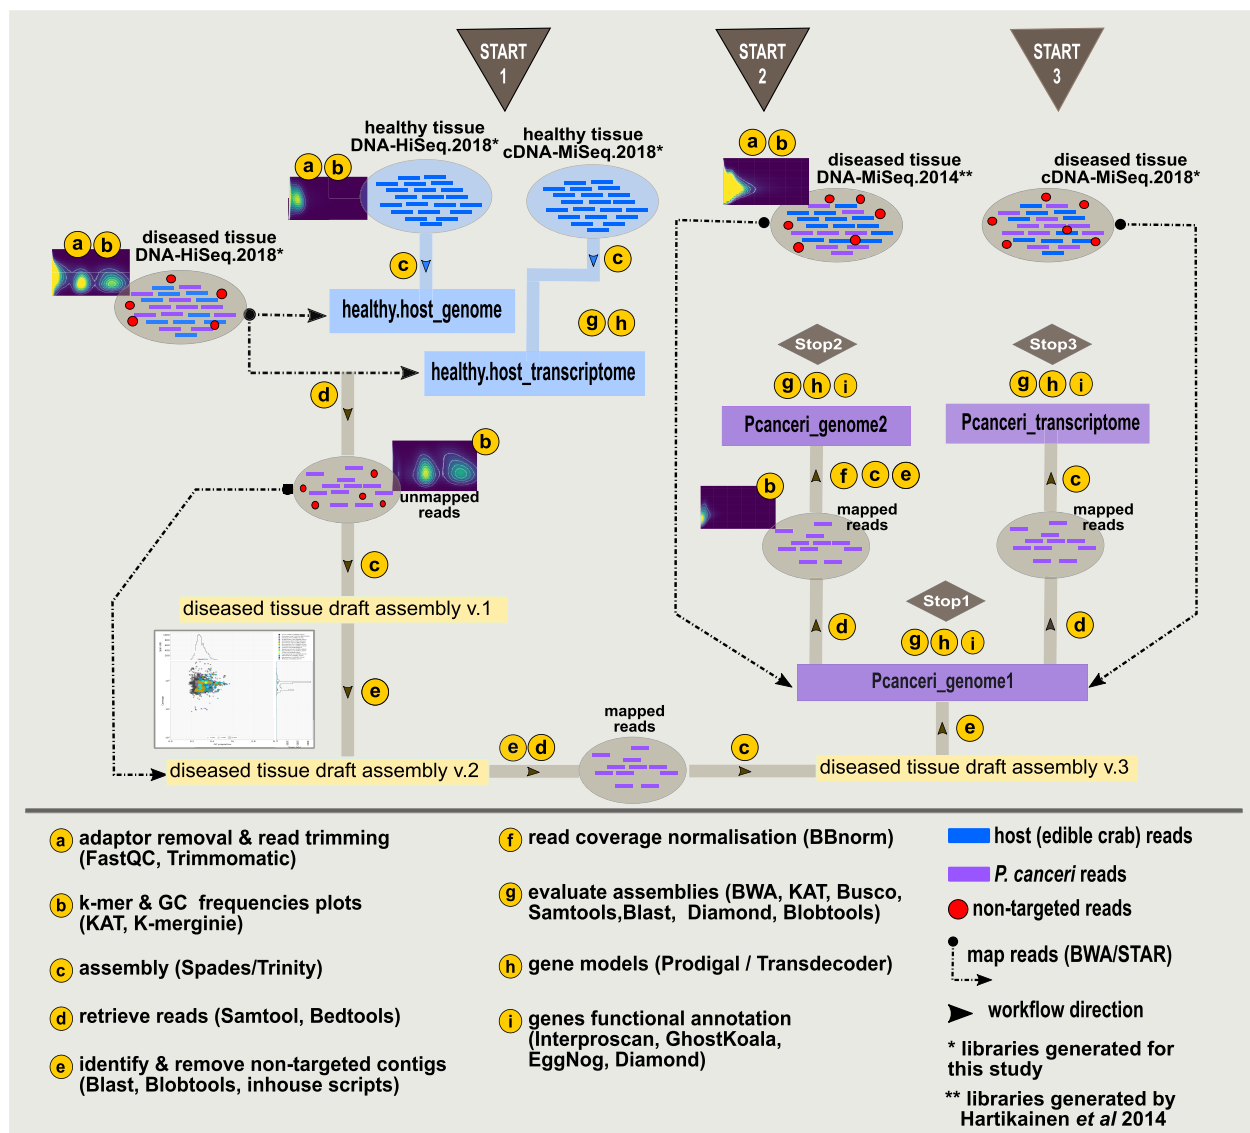 START
1
START
2
START
3
healthy tissue
DNA-HiSeq.2018*
healthy tissue
cDNA-MiSeq.2018*
a b
a b
diseased tissue
DNA-MiSeq.2014**
diseased tissue
cDNA-MiSeq.2018*
a b
diseased tissue
DNA-HiSeq.2018*
c
c
healthy.host_genome
g h
healthy.host_transcriptome
Stop2
Stop3
d
g h i
g h i
Pcanceri_genome2
Pcanceri_transcriptome
b
unmapped
reads
f c e
c
b
mapped
reads
mapped
reads
c
diseased tissue draft assembly v.1
Stop1
d
d
g h i
Pcanceri_genome1
e
mapped
reads
e
e d
c
diseased tissue draft assembly v.2
diseased tissue draft assembly v.3
a adaptor removal & read trimming
(FastQC, Trimmomatic)
b k-mer & GC frequencies plots
(KAT, K-merginie)
c assembly (Spades/Trinity)
d retrieve reads (Samtool, Bedtools)
e identify & remove non-targeted contigs
(Blast, Blobtools, inhouse scripts)
f read coverage normalisation (BBnorm)
g evaluate assemblies (BWA, KAT, Busco,
Samtools,Blast, Diamond, Blobtools)
h gene models (Prodigal / Transdecoder)
i genes functional annotation
(Interproscan, GhostKoala,
EggNog, Diamond)
host (edible crab) reads
P. canceri reads
non-targeted reads
map reads (BWA/STAR)
workflow direction
* libraries generated for
this study
** libraries generated by
Hartikainen et al 2014